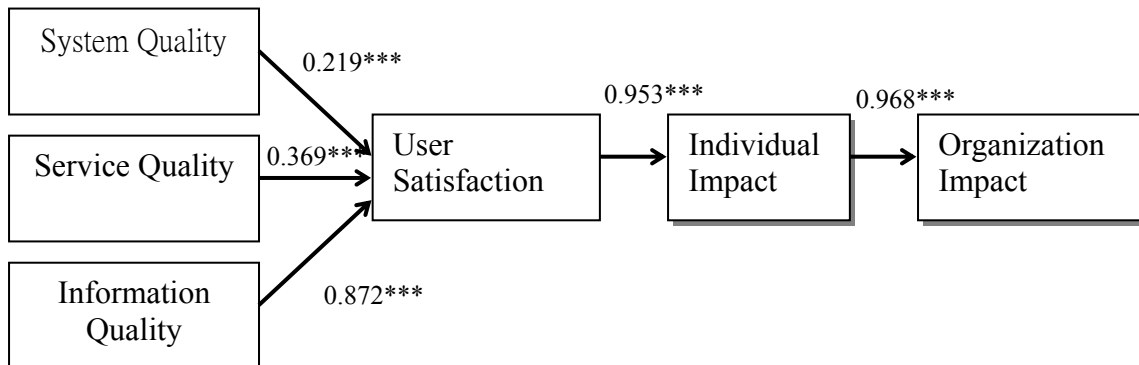 System Quality
0.219***
Service Quality
0.369***
Information
Quality
0.872***
User
Satisfaction
0.953***
Individual
Impact
0.968***
Organization
Impact